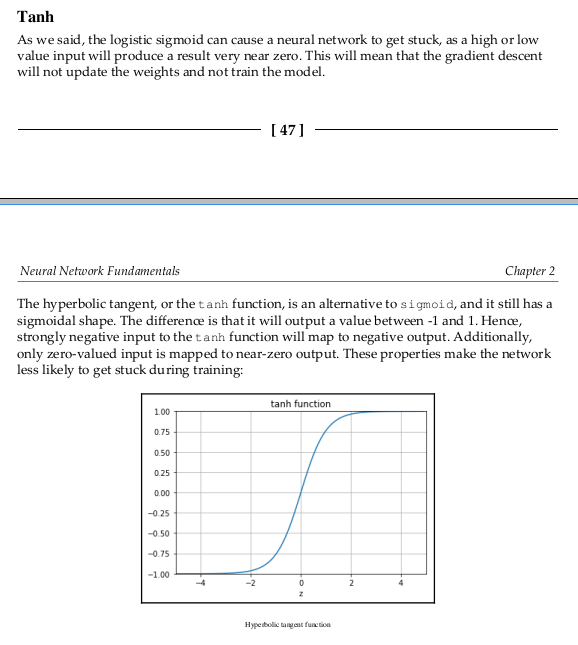 Tanh
As we said, the logistic sigmoid can cause a neural network to get stuck, as a high or low
value input will produce a result very near zero. This will mean that the gradient descent
will not update the weights and not train the model.
[ 47 ]
Neural Network Fundamentals
Chapter 2
The hyperbolic tangent, or the tanh function, is an alternative to sigmoid, and it still has a
sigmoidal shape. The difference is that it will output a value between -1 and 1. Hence,
strongly negative input to the tanh function will map to negative output. Additionally,
only zero-valued input is mapped to near-zero output. These properties make the network
less likely to get stuck during training:
tanh function
1.00
0.75
0.50
0.25
0.00
−0.25
−0.50
−0.75
−1.00
−4 −2 0 2 4
z
Hyperbolic tangent function